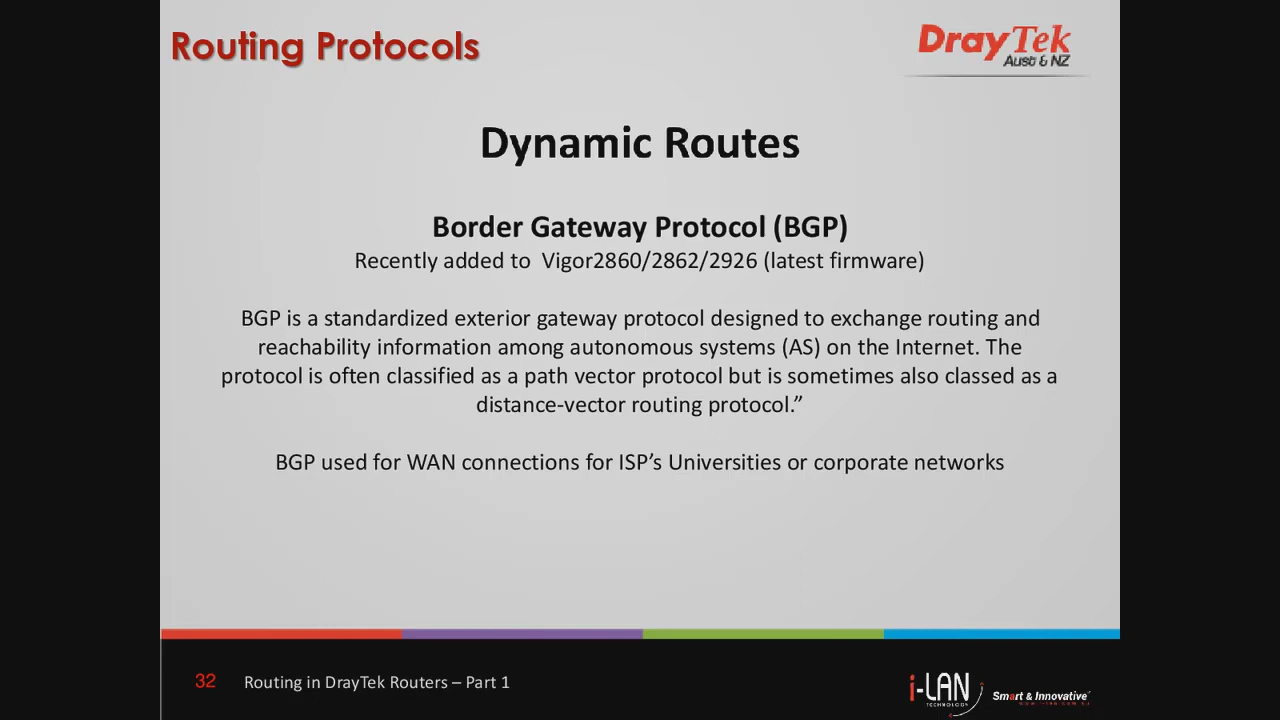 Routing Protocols
DrayTek
Aust & NZ
Dynamic Routes
Border Gateway Protocol (BGP)
Recently added to  Vigor2860/2862/2926 (latest firmware)
BGP is a standardized exterior gateway protocol designed to exchange routing and
reachability information among autonomous systems (AS) on the Internet. The
protocol is often classified as a path vector protocol but is sometimes also classed as a
distance-vector routing protocol.”
BGP used for WAN connections for ISP’s Universities or corporate networks
32 Routing in DrayTek Routers – Part 1
i-LAN
TECHNOLOGY
Smart & Innovative